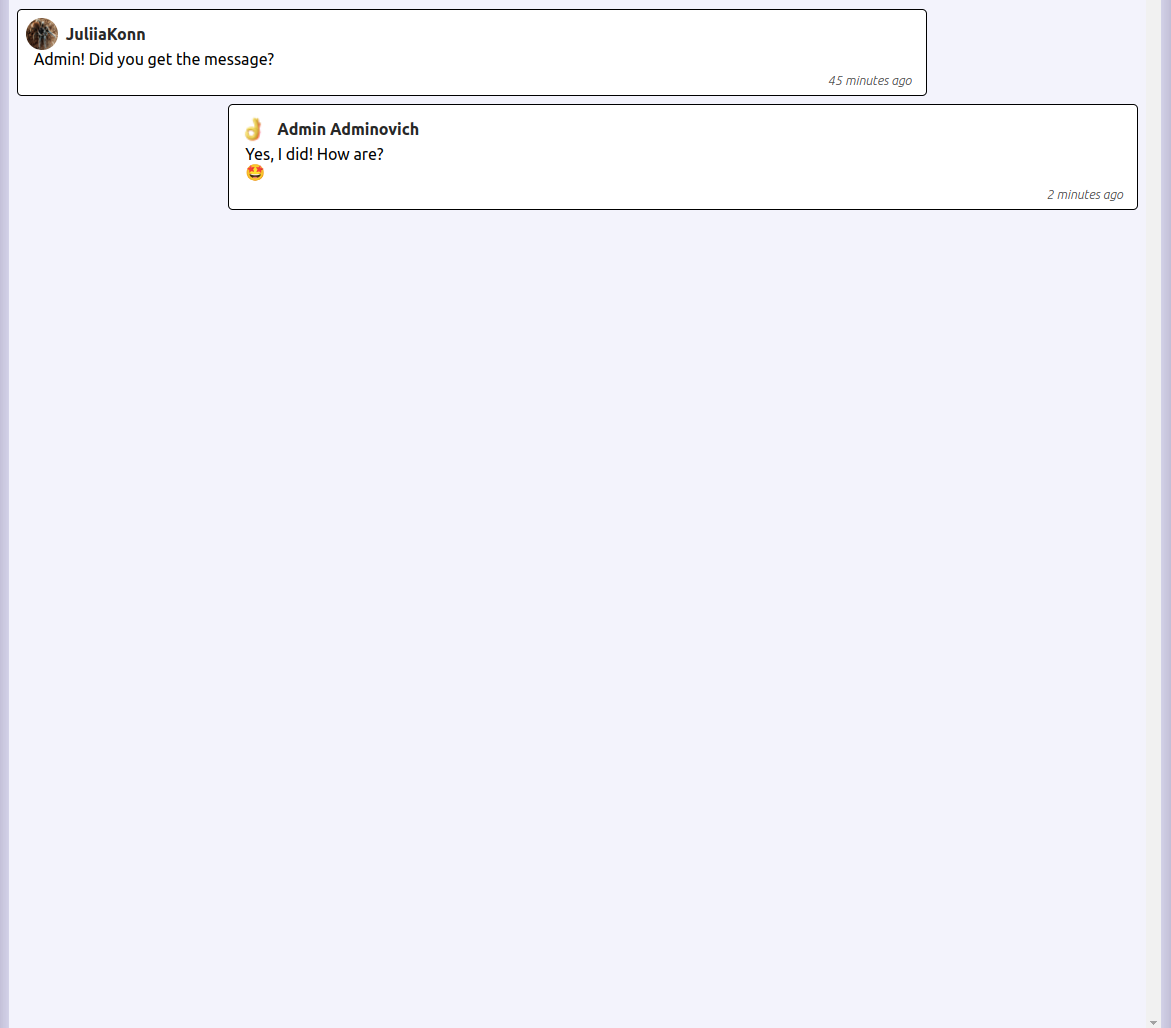 JuliiaKonn
Admin! Did you get the message?
45 minutes ago
Admin Adminovich
Yes, I did! How are?
🤩
2 minutes ago